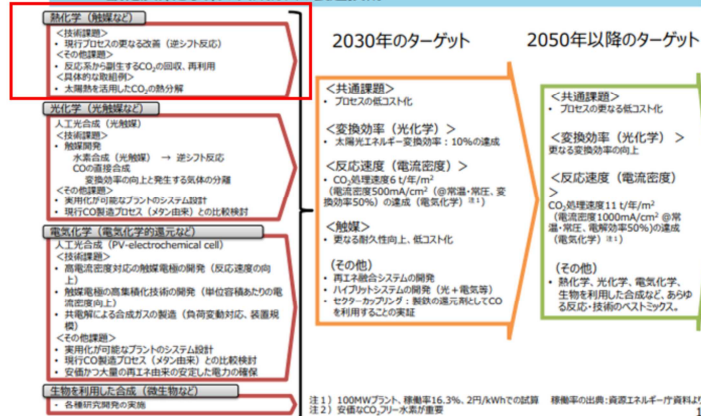 熱化学（触媒など）
<技術課題>
・ 現行プロセスの更なる改善（逆シフト反応）
<その他課題>
・ 反応系から副生するCO₂の回収、再利用
<具体的な取組例>
・ 太陽熱を活用したCO₂の熱分解
光化学（光触媒など）
人工光合成（光触媒）
<技術課題>
・ 触媒開発
水素合成（光触媒） → 逆シフト反応
COの直接合成
変換効率の向上と発生する気体の分離
<その他課題>
・ 実用化が可能なプラントのシステム設計
・ 現行CO製造プロセス（メタン由来）との比較検討
電気化学（電気化学的還元など）
人工光合成（PV-electrochemical cell）
<技術課題>
・ 高電流密度対応の触媒電極の開発（反応速度の向
上）
・ 触媒電極の高集積化技術の開発（単位容積あたりの電
流密度向上）
・ 共電解による合成ガスの製造（負荷変動対応、装置規
模）
<その他課題>
・ 実用化が可能なプラントのシステム設計
・ 現行CO製造プロセス（メタン由来）との比較検討
・ 安価かつ大量の再エネ由来の安定した電力の確保
生物を利用した合成（微生物など）
・ 各種研究開発の実施
2030年のターゲット
<共通課題>
・ プロセスの低コスト化
<変換効率（光化学）>
・ 太陽光エネルギー変換効率：10%の達成
<反応速度（電流密度）>
・ CO₂処理速度6 t/年/m²
（電流密度500mA/cm²（@常温・常圧、変
換効率50%）の達成（電気化学）注1）
<触媒>
・ 更なる耐久性向上、低コスト化
（その他）
・ 再エネ融合システムの開発
・ ハイブリットシステムの開発（光＋電気等）
・ セクターカップリング：製鉄の還元剤としてCO
を利用することの実証
2050年以降のターゲット
<共通課題>
・ プロセスの更なる低コスト化
<変換効率（光化学）>
更なる変換効率の向上
<反応速度（電流密度）
>
CO₂処理速度11 t/年/m²
（電流密度1000mA/cm² @常
温・常圧、電解効率50%)の達成
（電気化学）注1）
（その他）
・ 熱化学、光化学、電気化学、
生物を利用した合成など、あらゆ
る反応・技術のベストミックス。
注1）100MWプラント、稼働率16.3%、2円/kWhでの試算 稼働率の出典：資源エネルギー庁資料より
注2）安価なCO₂フリー水素が重要
1